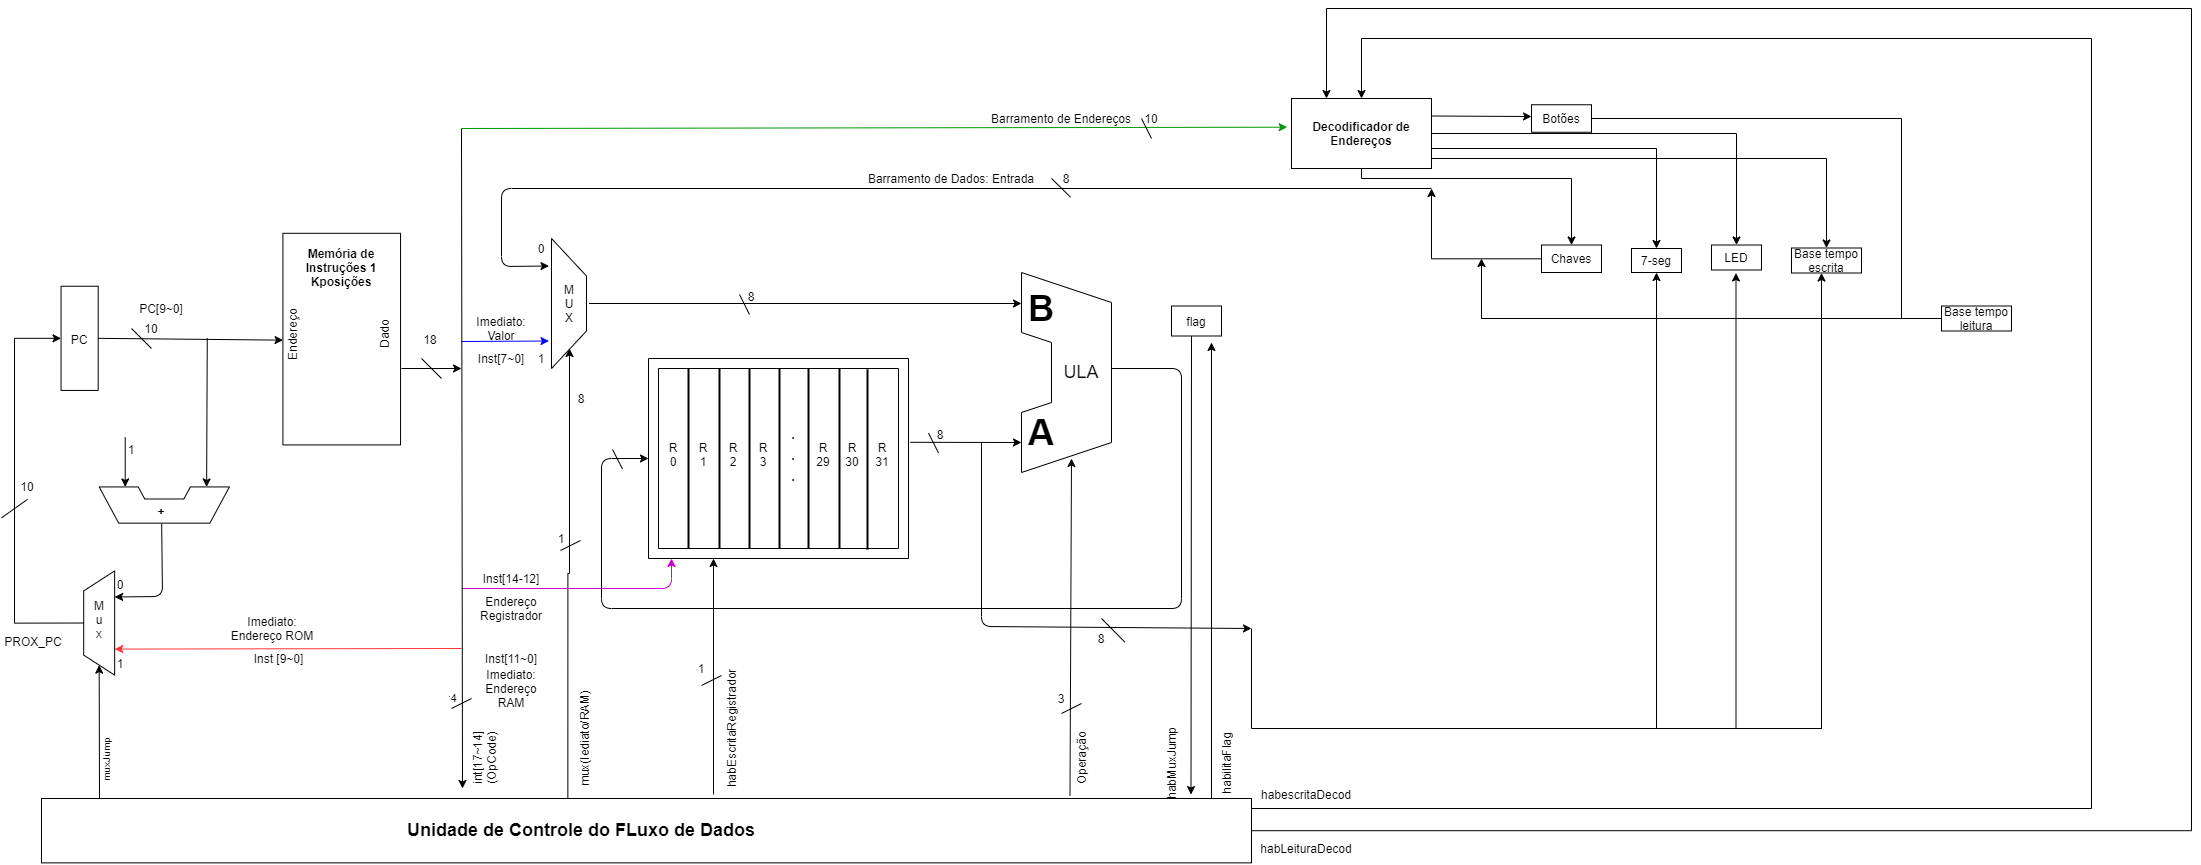 Barramento de Endereços
10
Decodificador de
Endereços
Botões
Barramento de Dados: Entrada
8
Chaves
7-seg
LED
Base tempo
escrita
Base tempo
leitura
Memória de
Instruções 1
Kposições
Endereço
Dado
PC
PC[9~0]
10
18
0
M
U
X
Imediato:
Valor
Inst[7~0]
1
8
8
B
A
ULA
flag
R
0
R
1
R
2
R
3
.
.
.
R
29
R
30
R
31
8
1
10
+
0
M
u
x
1
PROX_PC
Imediato:
Endereço ROM
Inst [9~0]
1
Inst[14-12]
Endereço
Registrador
Inst[11~0]
Imediato:
Endereço
RAM
4
int[17~14]
(OpCode)
muxJump
mux(Iediato/RAM)
1
habEscritaRegistrador
3
Operação
8
habMuxJump
habilitaFlag
habescritaDecod
Unidade de Controle do FLuxo de Dados
habLeituraDecod